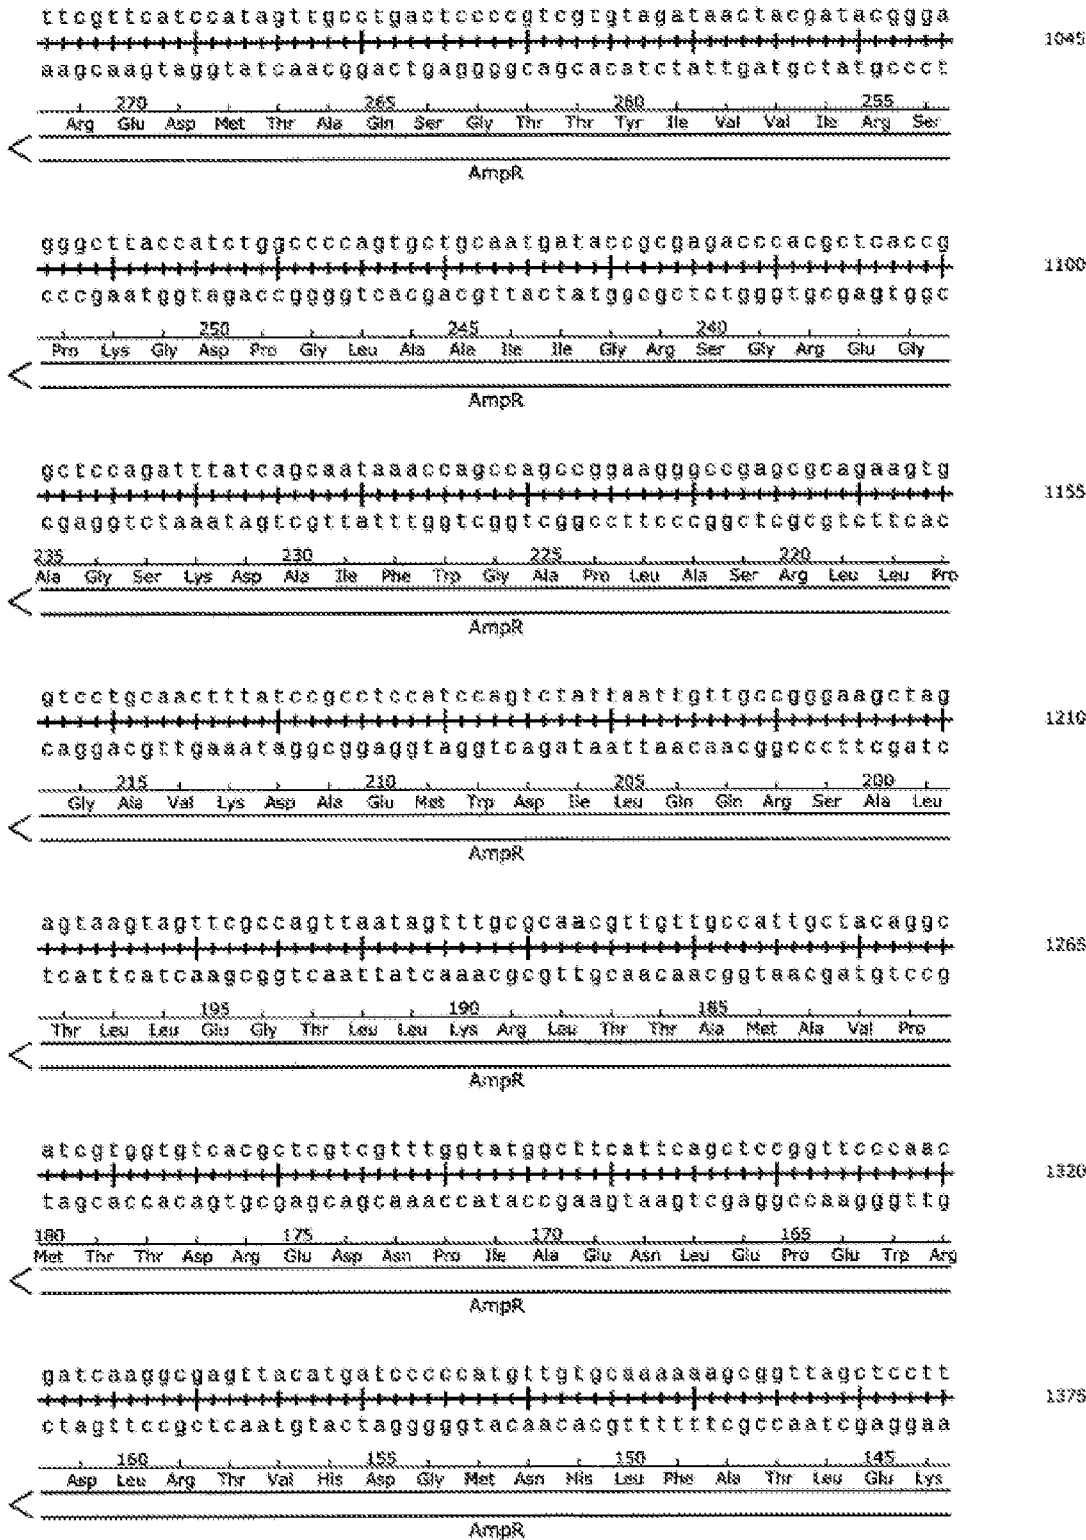 ttcgttcatccatagttgcctgactccccgtcgtgtagataactacgatacggga 1045
aagcaagtaggtatcaacggactgaggggcagcacatctattgatgctatgccct
270 265 260 255
Arg Glu Asp Met Thr Ala Gln Ser Gly Thr Thr Tyr Ile Val Val Ile Arg Ser
AmpR
gggcttaccatctggccccagtgctgcaatgataccgcgagacccacgctcaccg 1100
cccgaatggtagaccggggtcacgacgttactatggcgctctgggtgcgagtggc
250 245 240
Pro Lys Gly Asp Pro Gly Leu Ala Ala Ile Ile Gly Arg Ser Gly Arg Glu Gly
AmpR
gctccagatttatcagcaataaaccagccagccggaagggccgagcgcagaagtg 1155
cgaggtctaaatagtcgttatttggtcggtcggccttcccggctcgcgtcttcac
235 230 225 220
Ala Gly Ser Lys Asp Ala Ile Phe Trp Gly Ala Pro Leu Ala Ser Arg Leu Leu Pro
AmpR
gtcctgcaactttatccgcctccatccagtctattaattgttgccgggaagctag 1210
caggacgttgaaataggcggaggtaggtcagataattaacaacggcccttcgatc
215 210 205 200
Gly Ala Val Lys Asp Ala Glu Met Trp Asp Ile Leu Gln Gln Arg Ser Ala Leu
AmpR
agtaagtagttcgccagttaatagtttgcgcaacgttgttgccattgctacaggc 1265
tcattcatcaagcggtcaattatcaaacgcgttgcaacaacggtaacgatgtccg
195 190 185
Thr Leu Leu Glu Gly Thr Leu Leu Lys Arg Leu Thr Thr Ala Met Ala Val Pro
AmpR
atcgtggtgtcacgctcgtcgtttggtatggcttcattcagctccggttcccaac 1320
tagcaccacagtgcgagcagcaaaccataccgaagtaagtcgaggccaagggttg
180 175 170 165
Met Thr Thr Asp Arg Glu Asp Asn Pro Ile Ala Glu Asn Leu Glu Pro Glu Trp Arg
AmpR
gatcaaggcgagttacatgatcccccatgttgtgcaaaaaagcggttagctcctt 1375
ctagttccgctcaatgtactagggggtacaacacgttttttcgccaatcgaggaa
160 155 150 145
Asp Leu Arg Thr Val His Asp Gly Met Asn His Leu Phe Ala Thr Leu Glu Lys
AmpR